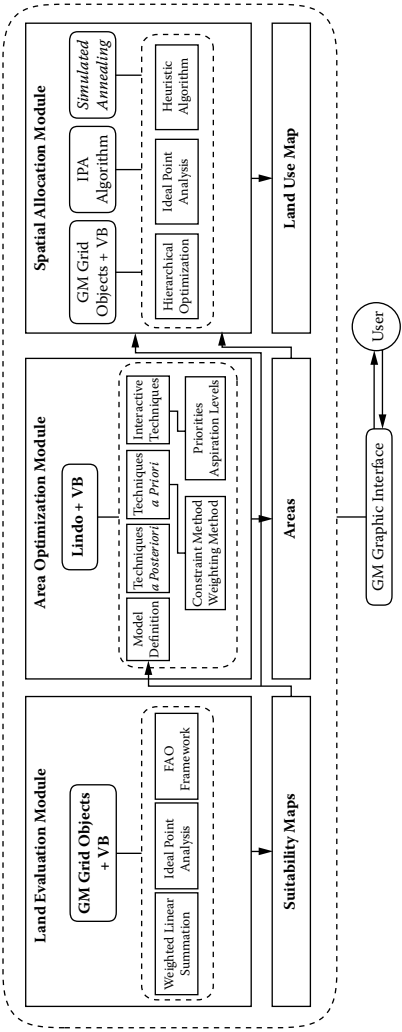 Land Evaluation Module
GM Grid Objects
+ VB
Weighted Linear
Summation
Ideal Point
Analysis
FAO
Framework
Suitability Maps
Area Optimization Module
Lindo + VB
Model
Definition
Techniques
a Posteriori
Techniques
a Priori
Interactive
Techniques
Constraint Method
Weighting Method
Priorities
Aspiration Levels
Areas
Spatial Allocation Module
GM Grid
Objects + VB
IPA
Algorithm
Simulated
Annealing
Hierarchical
Optimization
Ideal Point
Analysis
Heuristic
Algorithm
Land Use Map
GM Graphic Interface
User